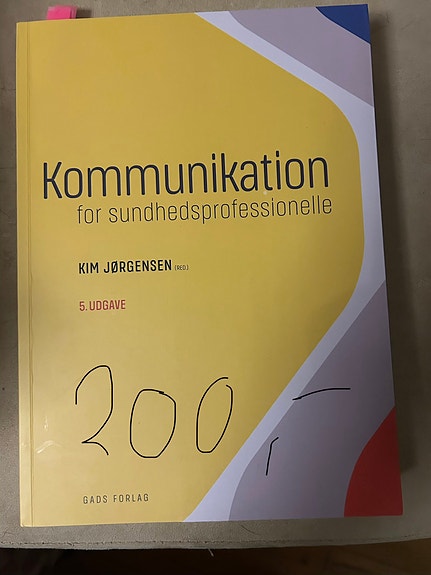 Kommunikation
for sundhedsprofessionelle
KIM JØRGENSEN (RED.)
5. UDGAVE
200,-
GADS FORLAG